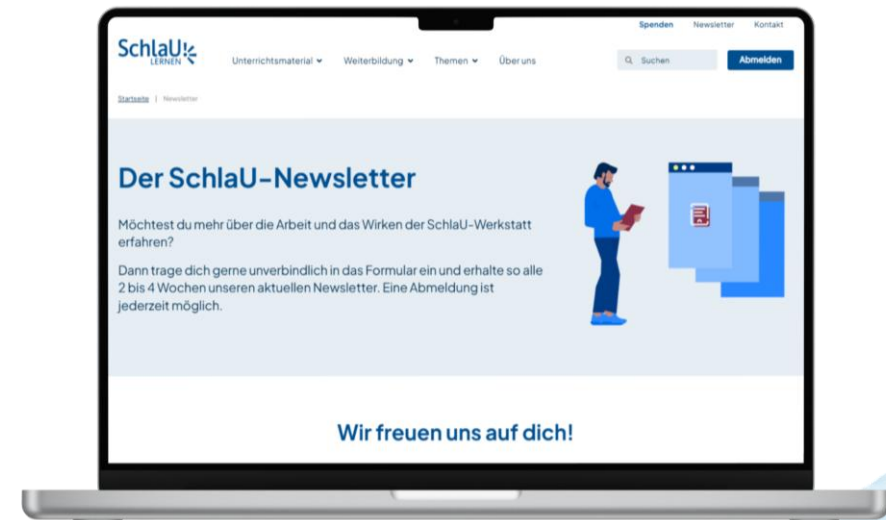 Spenden Newsletter Kontakt
SchlaU
LERNEN
Unterrichtsmaterial Weiterbildung Themen Über uns
Suchen
Abmelden
Startseite | Newsletter
Der SchlaU-Newsletter
Möchtest du mehr über die Arbeit und das Wirken der SchlaU-Werkstatt
erfahren?
Dann trage dich gerne unverbindlich in das Formular ein und erhalte so alle
2 bis 4 Wochen unseren aktuellen Newsletter. Eine Abmeldung ist
jederzeit möglich.
Wir freuen uns auf dich!